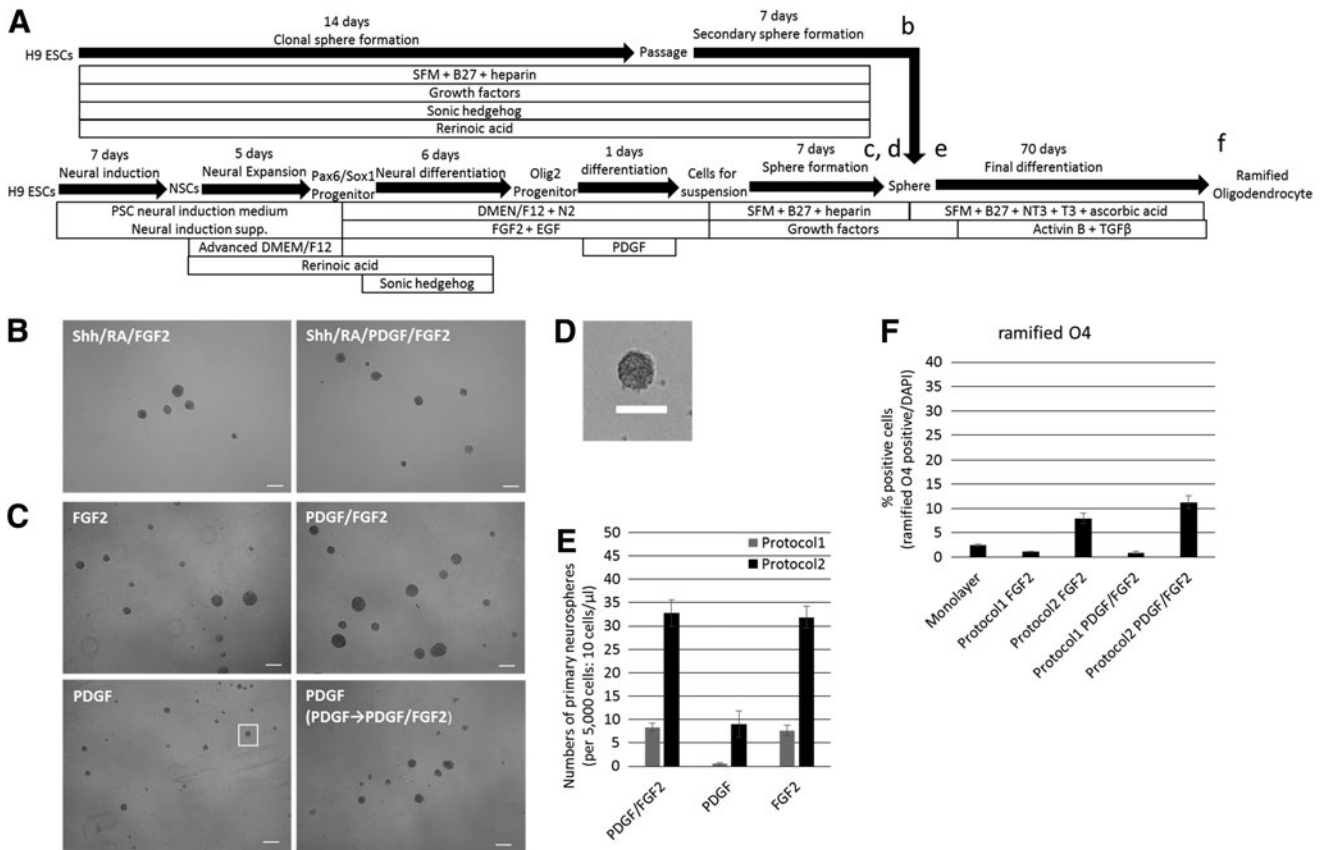 A
14 days
Clonal sphere formation
7 days
Secondary sphere formation
b
H9 ESCs
Passage
SFM + B27 + heparin
Growth factors
Sonic hedgehog
Rerinoic acid
7 days
Neural induction
5 days
Neural Expansion
6 days
Neural differentiation
1 days
differentiation
7 days
Sphere formation
c, d
e
70 days
Final differentiation
f
H9 ESCs
NSCs
Pax6/Sox1
Progenitor
Olig2
Progenitor
Cells for
suspension
Sphere
Ramified
Oligodendrocyte
PSC neural induction medium
DMEN/F12 + N2
SFM + B27 + heparin
SFM + B27 + NT3 + T3 + ascorbic acid
Neural induction supp.
FGF2 + EGF
Growth factors
Activin B + TGFβ
Advanced DMEM/F12
PDGF
Rerinoic acid
Sonic hedgehog
B
Shh/RA/FGF2
Shh/RA/PDGF/FGF2
C
FGF2
PDGF/FGF2
PDGF
PDGF
(PDGF→PDGF/FGF2)
D
E
Numbers of primary neurospheres
(per 5,000 cells: 10 cells/µl)
50
45
40
35
30
25
20
15
10
5
0
Protocol1
Protocol2
PDGF/FGF2
PDGF
FGF2
F
ramified O4
% positive cells
(ramified O4 positive/DAPI)
40
35
30
25
20
15
10
5
0
Monolayer
Protocol1 FGF2
Protocol2 FGF2
Protocol1 PDGF/FGF2
Protocol2 PDGF/FGF2